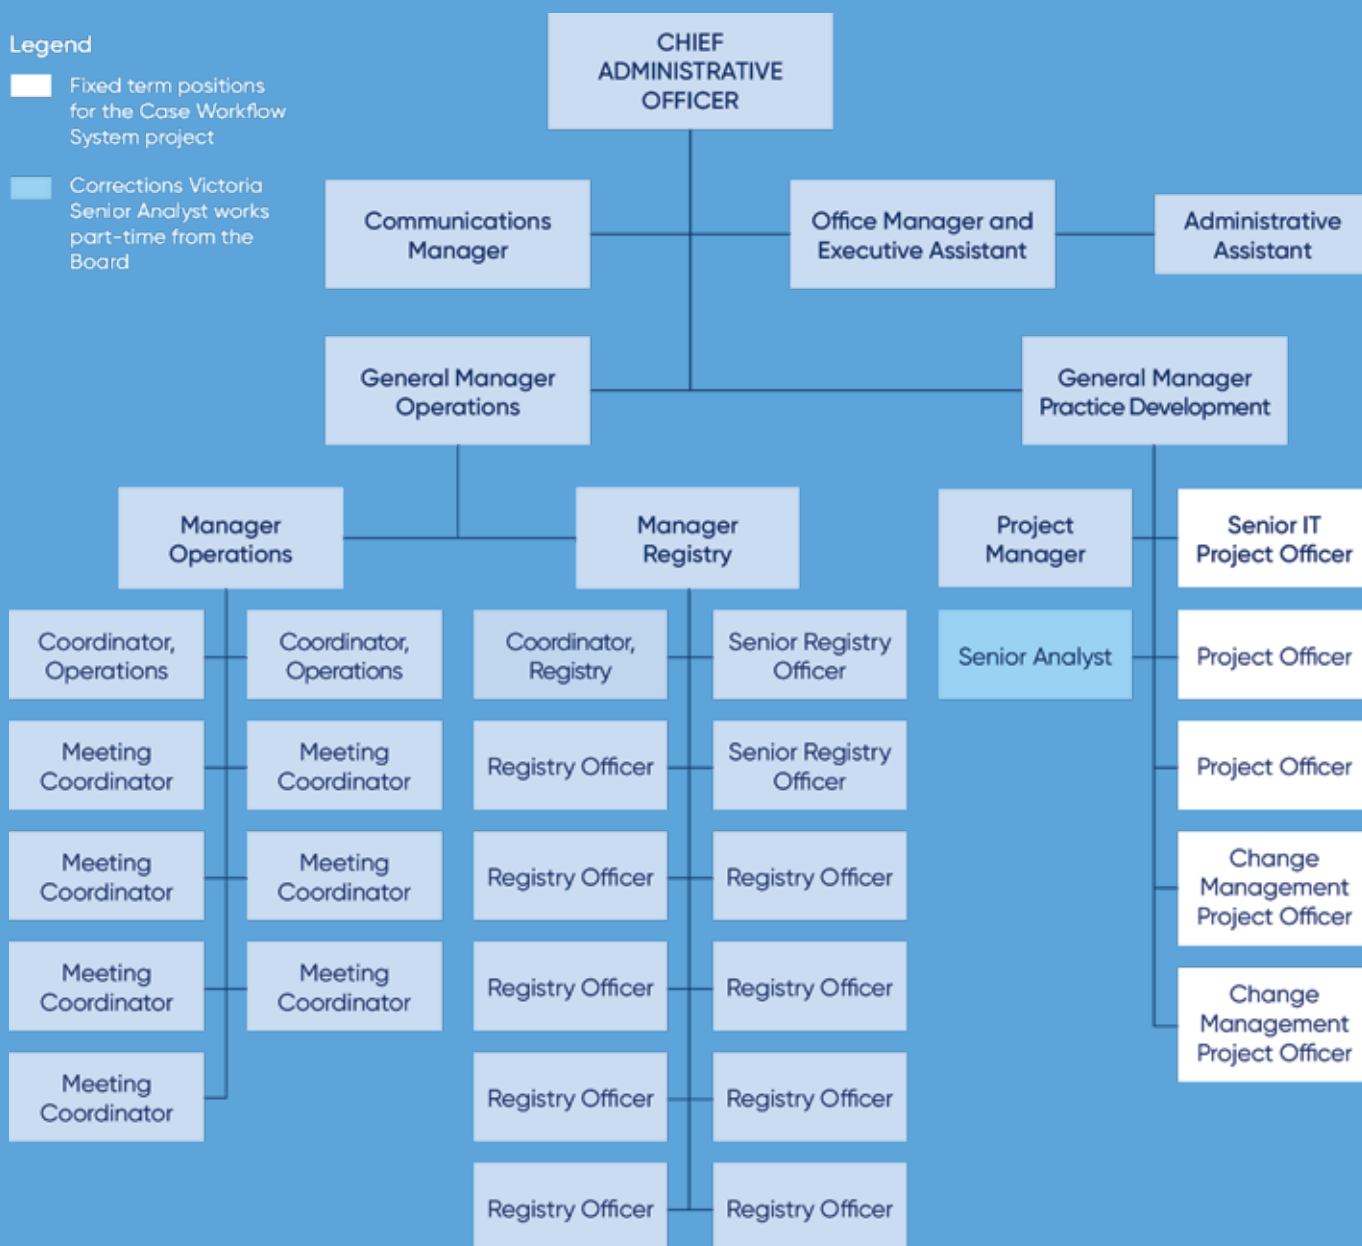 Legend
Fixed term positions
for the Case Workflow
System project
Corrections Victoria
Senior Analyst works
part-time from the
Board
CHIEF
ADMINISTRATIVE
OFFICER
Communications
Manager
Office Manager and
Executive Assistant
Administrative
Assistant
General Manager
Operations
General Manager
Practice Development
Manager
Operations
Manager
Registry
Project
Manager
Senior IT
Project Officer
Coordinator,
Operations
Coordinator,
Operations
Coordinator,
Registry
Senior Registry
Officer
Senior Analyst
Project Officer
Meeting
Coordinator
Meeting
Coordinator
Registry Officer
Senior Registry
Officer
Project Officer
Meeting
Coordinator
Meeting
Coordinator
Registry Officer
Registry Officer
Change
Management
Project Officer
Meeting
Coordinator
Meeting
Coordinator
Registry Officer
Registry Officer
Change
Management
Project Officer
Meeting
Coordinator
Registry Officer
Registry Officer
Registry Officer
Registry Officer